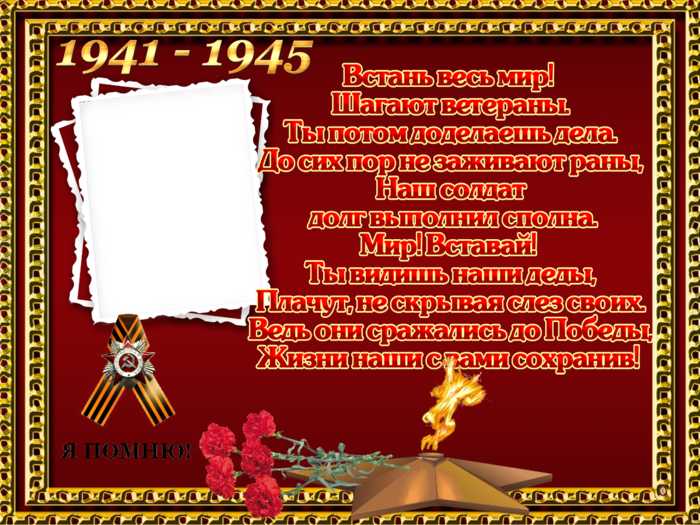 1941 - 1945
Встань весь мир!
Шагают ветераны.
Ты потом доделаешь дела.
До сих пор не заживают раны,
Наш солдат
долг выполнил сполна.
Мир! Вставай!
Ты видишь наши деды,
Плачут, не скрывая слез своих.
Ведь они сражались до Победы,
Жизни наши с вами сохранив!
Я ПОМНЮ!